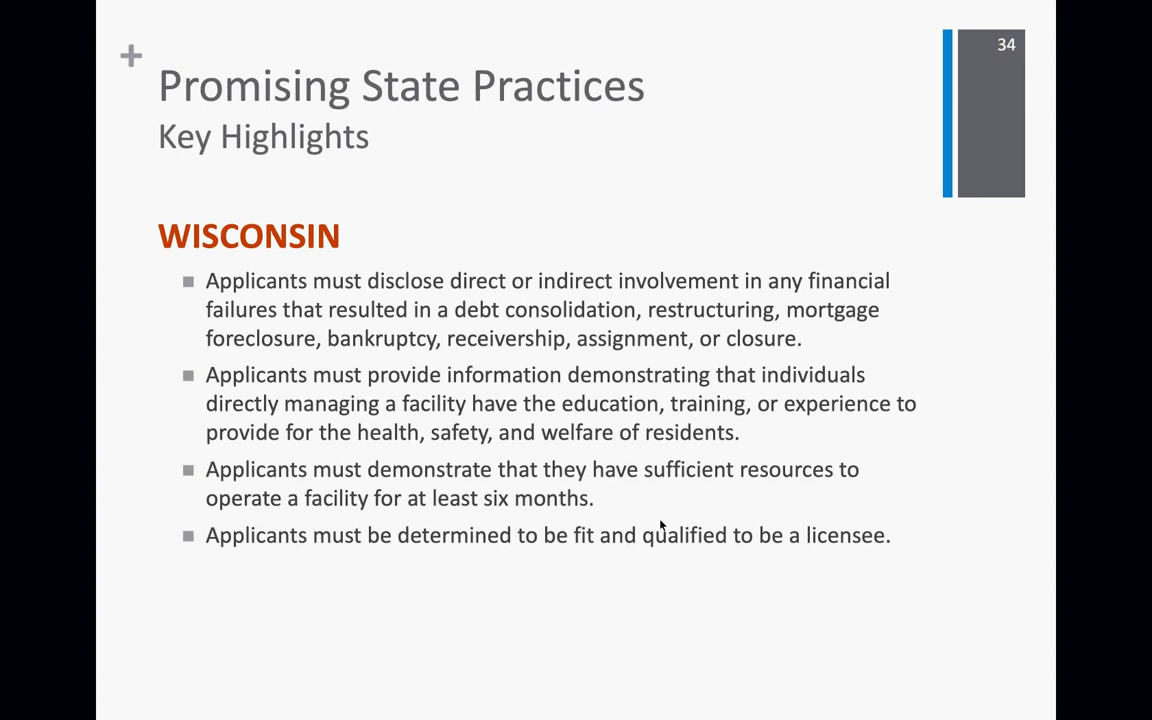 34
+
Promising State Practices
Key Highlights
WISCONSIN
Applicants must disclose direct or indirect involvement in any financial
failures that resulted in a debt consolidation, restructuring, mortgage
foreclosure, bankruptcy, receivership, assignment, or closure.
Applicants must provide information demonstrating that individuals
directly managing a facility have the education, training, or experience to
provide for the health, safety, and welfare of residents.
Applicants must demonstrate that they have sufficient resources to
operate a facility for at least six months.
Applicants must be determined to be fit and qualified to be a licensee.